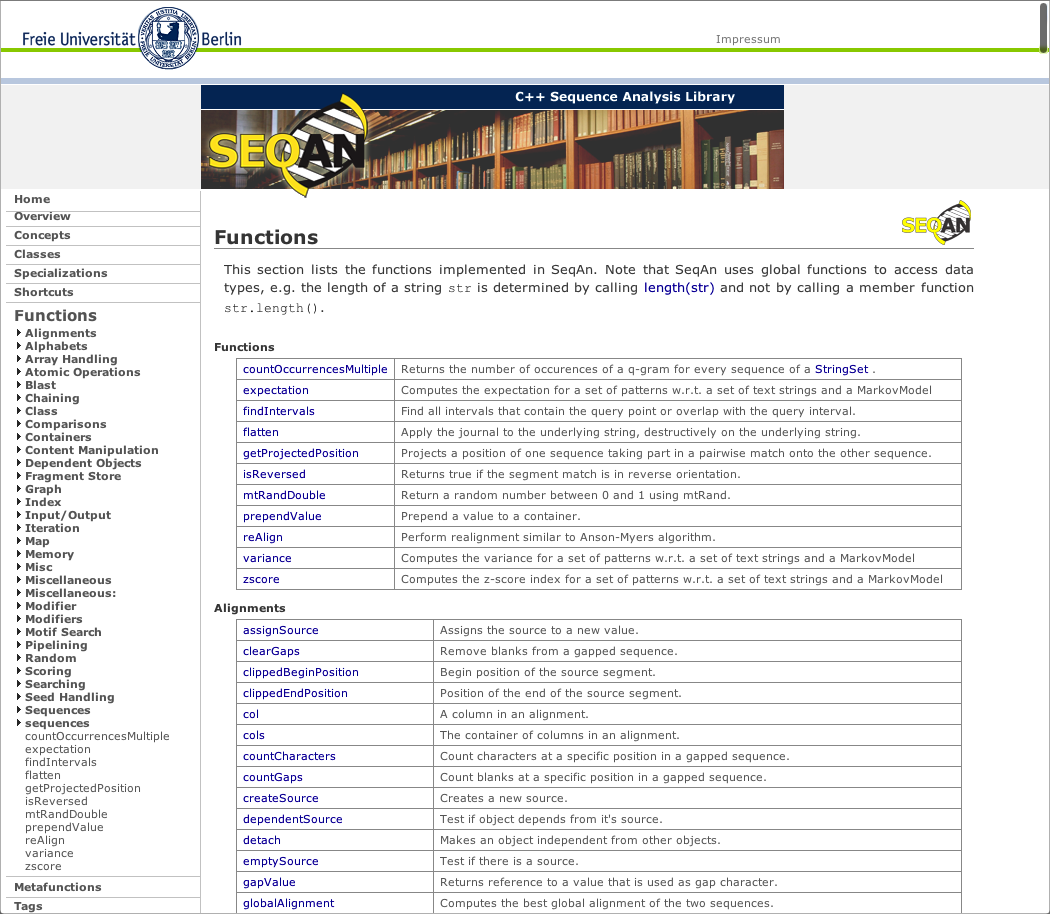 Freie Universität Berlin
Impressum
C++ Sequence Analysis Library
SEQAN
Home
Overview
Concepts
Classes
Specializations
Shortcuts
Functions
Alignments
Alphabets
Array Handling
Atomic Operations
Blast
Chaining
Class
Comparisons
Containers
Content Manipulation
Dependent Objects
Fragment Store
Graph
Index
Input/Output
Iteration
Map
Memory
Misc
Miscellaneous
Miscellaneous:
Modifier
Modifiers
Motif Search
Pipelining
Random
Scoring
Searching
Seed Handling
Sequences
sequences
countOccurrencesMultiple
expectation
findIntervals
flatten
getProjectedPosition
isReversed
mtRandDouble
prependValue
reAlign
variance
zscore
Metafunctions
Tags
SEQAN
Functions
This section lists the functions implemented in SeqAn. Note that SeqAn uses global functions to access data
types, e.g. the length of a string str is determined by calling length(str) and not by calling a member function
str.length().
Functions
countOccurrencesMultiple Returns the number of occurences of a q-gram for every sequence of a StringSet .
expectation Computes the expectation for a set of patterns w.r.t. a set of text strings and a MarkovModel
findIntervals Find all intervals that contain the query point or overlap with the query interval.
flatten Apply the journal to the underlying string, destructively on the underlying string.
getProjectedPosition Projects a position of one sequence taking part in a pairwise match onto the other sequence.
isReversed Returns true if the segment match is in reverse orientation.
mtRandDouble Return a random number between 0 and 1 using mtRand.
prependValue Prepend a value to a container.
reAlign Perform realignment similar to Anson-Myers algorithm.
variance Computes the variance for a set of patterns w.r.t. a set of text strings and a MarkovModel
zscore Computes the z-score index for a set of patterns w.r.t. a set of text strings and a MarkovModel
Alignments
assignSource Assigns the source to a new value.
clearGaps Remove blanks from a gapped sequence.
clippedBeginPosition Begin position of the source segment.
clippedEndPosition Position of the end of the source segment.
col A column in an alignment.
cols The container of columns in an alignment.
countCharacters Count characters at a specific position in a gapped sequence.
countGaps Count blanks at a specific position in a gapped sequence.
createSource Creates a new source.
dependentSource Test if object depends from it's source.
detach Makes an object independent from other objects.
emptySource Test if there is a source.
gapValue Returns reference to a value that is used as gap character.
globalAlignment Computes the best global alignment of the two sequences.